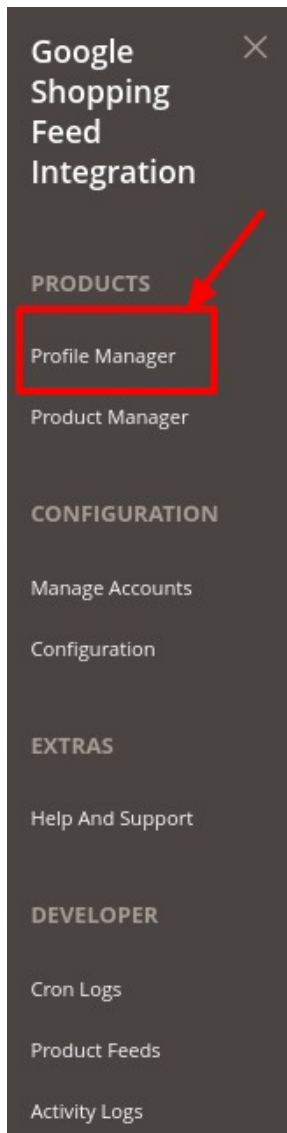 Google
Shopping
Feed
Integration
PRODUCTS
Profile Manager
Product Manager
CONFIGURATION
Manage Accounts
Configuration
EXTRAS
Help And Support
DEVELOPER
Cron Logs
Product Feeds
Activity Logs